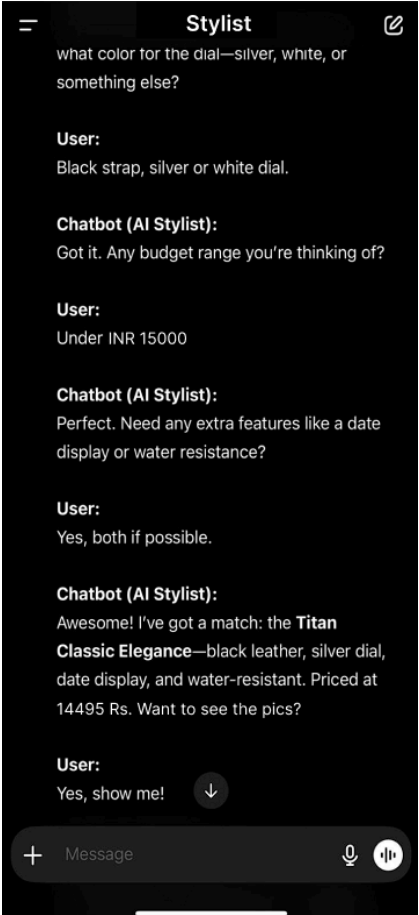 Stylist
what color for the dial—silver, white, or
something else?
User:
Black strap, silver or white dial.
Chatbot (AI Stylist):
Got it. Any budget range you’re thinking of?
User:
Under INR 15000
Chatbot (AI Stylist):
Perfect. Need any extra features like a date
display or water resistance?
User:
Yes, both if possible.
Chatbot (AI Stylist):
Awesome! I’ve got a match: the Titan
Classic Elegance—black leather, silver dial,
date display, and water-resistant. Priced at
14495 Rs. Want to see the pics?
User:
Yes, show me!
Message